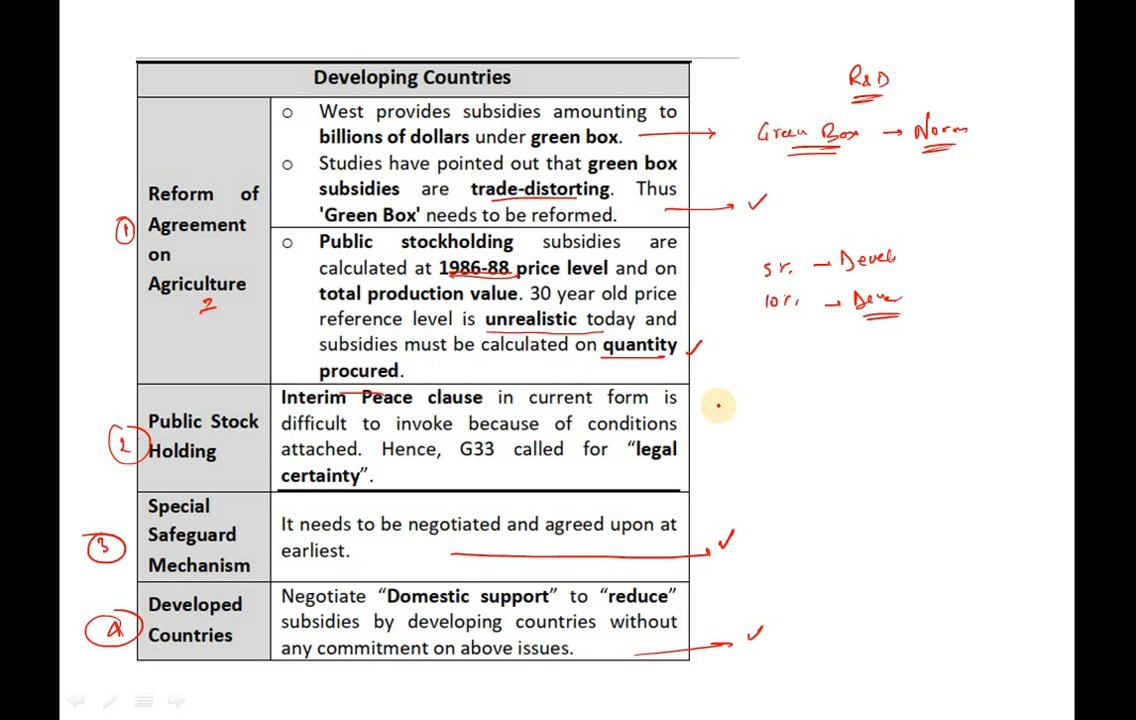 Developing Countries
Reform of
Agreement
on
Agriculture
2
1
West provides subsidies amounting to
billions of dollars under green box.
Studies have pointed out that green box
subsidies are trade-distorting. Thus
'Green Box' needs to be reformed.
Public stockholding subsidies are
calculated at 1986-88 price level and on
total production value. 30 year old price
reference level is unrealistic today and
subsidies must be calculated on quantity
procured.
2
Public Stock
Holding
Interim Peace clause in current form is
difficult to invoke because of conditions
attached. Hence, G33 called for “legal
certainty”.
3
Special
Safeguard
Mechanism
It needs to be negotiated and agreed upon at
earliest.
4
Developed
Countries
Negotiate “Domestic support” to “reduce”
subsidies by developing countries without
any commitment on above issues.
R&D
Green Box → Norm
→ Devel
→